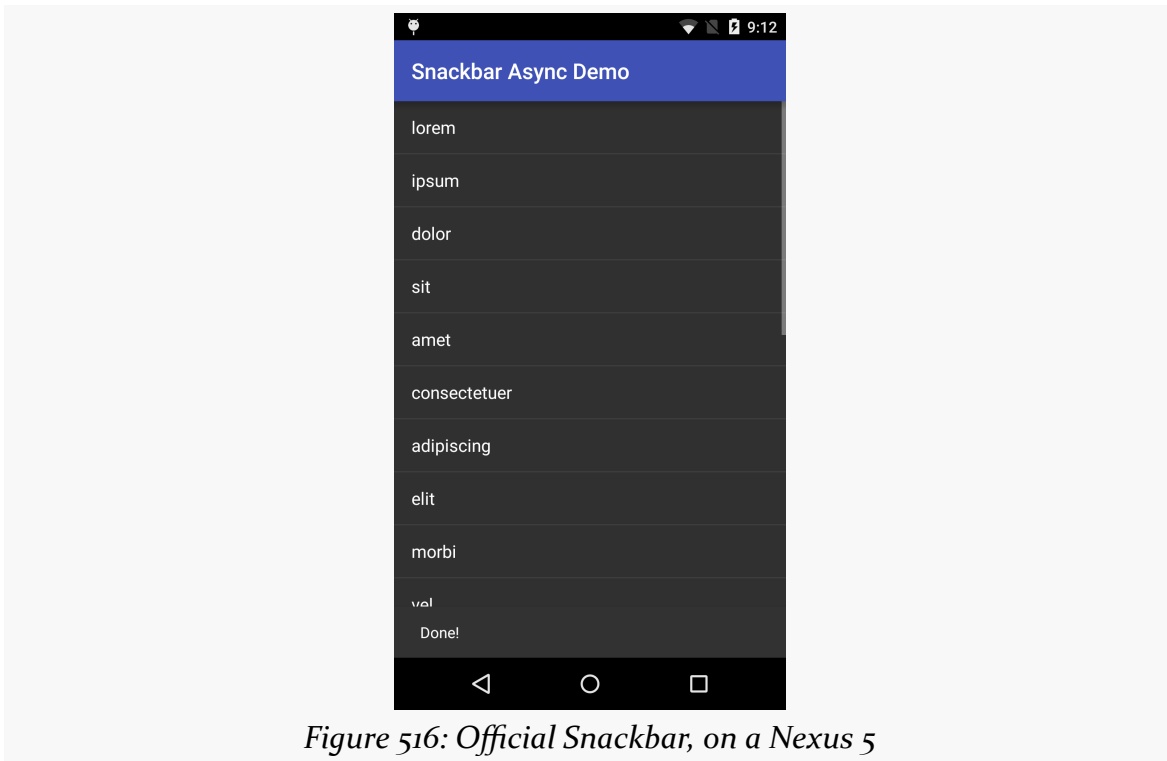 9:12
Snackbar Async Demo
lorem
ipsum
dolor
sit
amet
consectetuer
adipiscing
elit
morbi
vel
Done!
Figure 516: Official Snackbar, on a Nexus 5